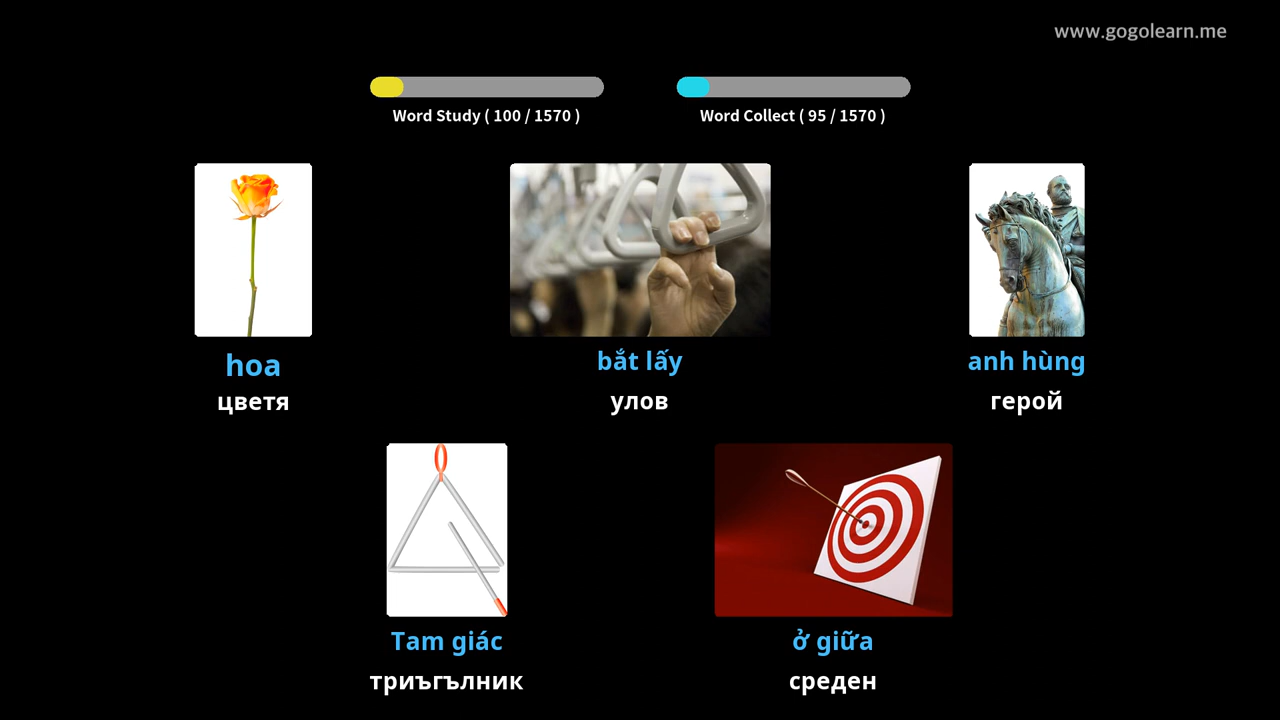 www.gogolearn.me
Word Study ( 100 / 1570 )
Word Collect ( 95 / 1570 )
hoa
цветя
bắt lấy
улов
anh hùng
герой
Tam giác
триъгълник
ở giữa
среден